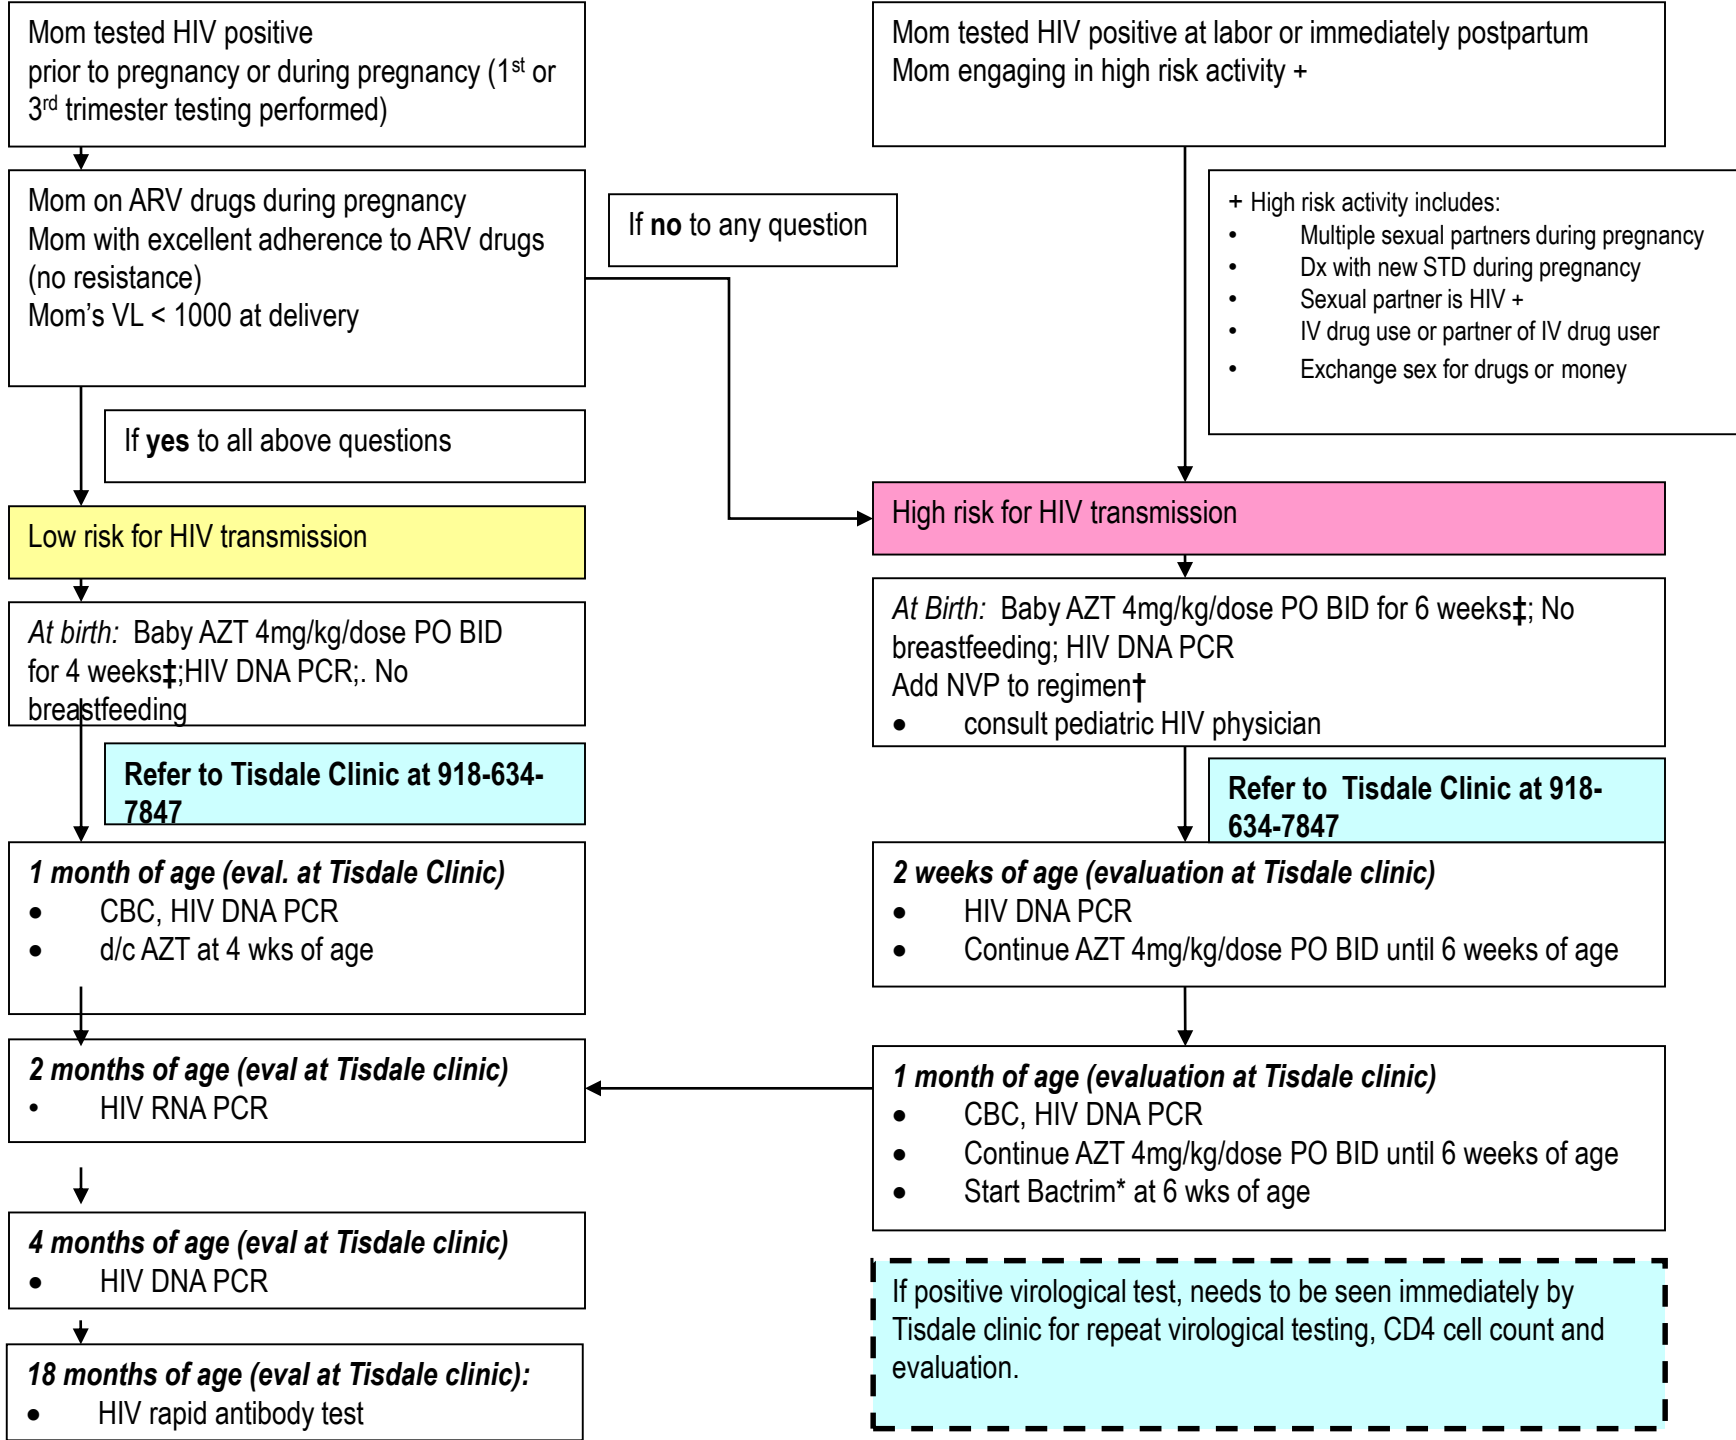 Mom tested HIV positive
prior to pregnancy or during pregnancy (1st or
3rd trimester testing performed)
Mom on ARV drugs during pregnancy
Mom with excellent adherence to ARV drugs
(no resistance)
Mom’s VL < 1000 at delivery
If no to any question
If yes to all above questions
Low risk for HIV transmission
At birth: Baby AZT 4mg/kg/dose PO BID
for 4 weeks‡;HIV DNA PCR;. No
breastfeeding
Refer to Tisdale Clinic at 918-634-
7847
1 month of age (eval. at Tisdale Clinic)
• CBC, HIV DNA PCR
• d/c AZT at 4 wks of age
2 months of age (eval at Tisdale clinic)
• HIV RNA PCR
4 months of age (eval at Tisdale clinic)
• HIV DNA PCR
18 months of age (eval at Tisdale clinic):
• HIV rapid antibody test
Mom tested HIV positive at labor or immediately postpartum
Mom engaging in high risk activity +
+ High risk activity includes:
• Multiple sexual partners during pregnancy
• Dx with new STD during pregnancy
• Sexual partner is HIV +
• IV drug use or partner of IV drug user
• Exchange sex for drugs or money
High risk for HIV transmission
At Birth: Baby AZT 4mg/kg/dose PO BID for 6 weeks‡; No
breastfeeding; HIV DNA PCR
Add NVP to regimen†
• consult pediatric HIV physician
Refer to Tisdale Clinic at 918-
634-7847
2 weeks of age (evaluation at Tisdale clinic)
• HIV DNA PCR
• Continue AZT 4mg/kg/dose PO BID until 6 weeks of age
1 month of age (evaluation at Tisdale clinic)
• CBC, HIV DNA PCR
• Continue AZT 4mg/kg/dose PO BID until 6 weeks of age
• Start Bactrim* at 6 wks of age
If positive virological test, needs to be seen immediately by
Tisdale clinic for repeat virological testing, CD4 cell count and
evaluation.